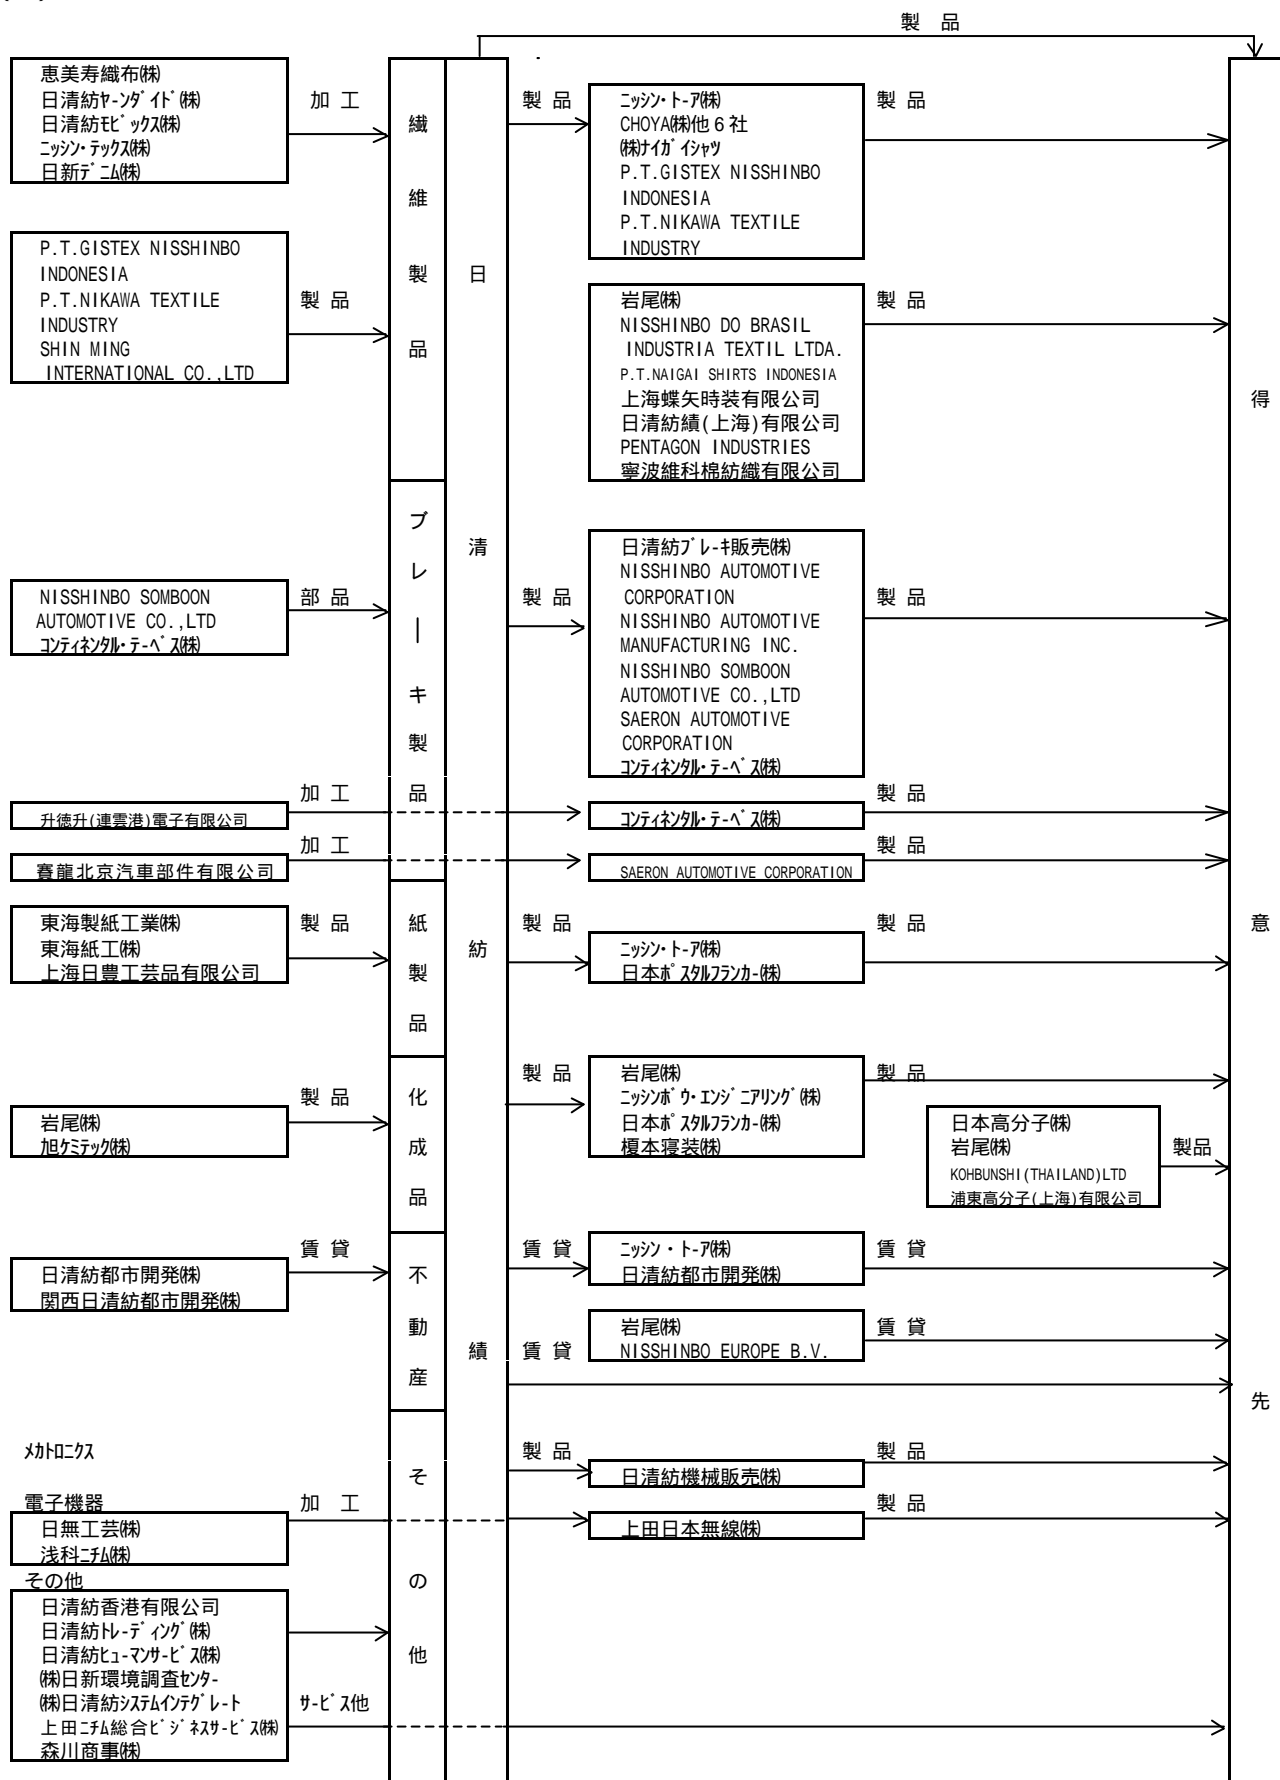 製 品
恵美寿織布㈱
日清紡ﾔｰﾝﾀﾞｲﾄﾞ㈱
日清紡ﾓﾋﾞｯｸｽ㈱
ﾆｯｼﾝ･ﾃｯｸｽ㈱
日新ﾃﾞﾆﾑ㈱
加 工
P.T.GISTEX NISSHINBO
INDONESIA
P.T.NIKAWA TEXTILE
INDUSTRY
SHIN MING
INTERNATIONAL CO.,LTD
製 品
繊維製品
製 品
ﾆｯｼﾝ･ﾄｰｱ㈱
CHOYA㈱他６社
㈱ﾅｲｶﾞｲｼｬﾂ
P.T.GISTEX NISSHINBO
INDONESIA
P.T.NIKAWA TEXTILE
INDUSTRY
製 品
岩尾㈱
NISSHINBO DO BRASIL
INDUSTRIA TEXTIL LTDA.
P.T.NAIGAI SHIRTS INDONESIA
上海蝶矢時装有限公司
日清紡績(上海)有限公司
PENTAGON INDUSTRIES
寧波維科棉紡織有限公司
製 品
日清紡績
得意先
NISSHINBO SOMBOON
AUTOMOTIVE CO.,LTD
ｺﾝﾃｨﾈﾝﾀﾙ･ﾃｰﾍﾞｽ㈱
部 品
ブレーキ製品
製 品
日清紡ﾌﾞﾚｰｷ販売㈱
NISSHINBO AUTOMOTIVE
CORPORATION
NISSHINBO AUTOMOTIVE
MANUFACTURING INC.
NISSHINBO SOMBOON
AUTOMOTIVE CO.,LTD
SAERON AUTOMOTIVE
CORPORATION
ｺﾝﾃｨﾈﾝﾀﾙ･ﾃｰﾍﾞｽ㈱
製 品
升徳升(連雲港)電子有限公司
加 工
ｺﾝﾃｨﾈﾝﾀﾙ･ﾃｰﾍﾞｽ㈱
製 品
賽龍北京汽車部件有限公司
加 工
SAERON AUTOMOTIVE CORPORATION
製 品
東海製紙工業㈱
東海紙工㈱
上海日豊工芸品有限公司
製 品
紙製品
製 品
ﾆｯｼﾝ･ﾄｰｱ㈱
日本ﾎﾟｽﾀﾙﾌﾗﾝｶｰ㈱
製 品
岩尾㈱
旭ｹﾐﾃｯｸ㈱
製 品
化成品
製 品
岩尾㈱
ﾆｯｼﾝﾎﾞｳ･ｴﾝｼﾞﾆｱﾘﾝｸﾞ㈱
日本ﾎﾟｽﾀﾙﾌﾗﾝｶｰ㈱
榎本寝装㈱
製 品
日本高分子㈱
岩尾㈱
KOHBUNSHI(THAILAND)LTD
浦東高分子(上海)有限公司
製品
日清紡都市開発㈱
関西日清紡都市開発㈱
賃 貸
不動産
賃 貸
ﾆｯｼﾝ・ﾄｰｱ㈱
日清紡都市開発㈱
賃 貸
賃 貸
岩尾㈱
NISSHINBO EUROPE B.V.
賃 貸
その他
ﾒｶﾄﾛﾆｸｽ
製 品
日清紡機械販売㈱
製 品
電子機器
日無工芸㈱
浅科ﾆﾁﾑ㈱
加 工
上田日本無線㈱
製 品
その他
日清紡香港有限公司
日清紡ﾄﾚｰﾃﾞｨﾝｸﾞ㈱
日清紡ﾋｭｰﾏﾝｻｰﾋﾞｽ㈱
㈱日新環境調査ｾﾝﾀｰ
㈱日清紡ｼｽﾃﾑｲﾝﾃｸﾞﾚｰﾄ
上田ﾆﾁﾑ総合ﾋﾞｼﾞﾈｽｻｰﾋﾞｽ㈱
森川商事㈱
ｻｰﾋﾞｽ他